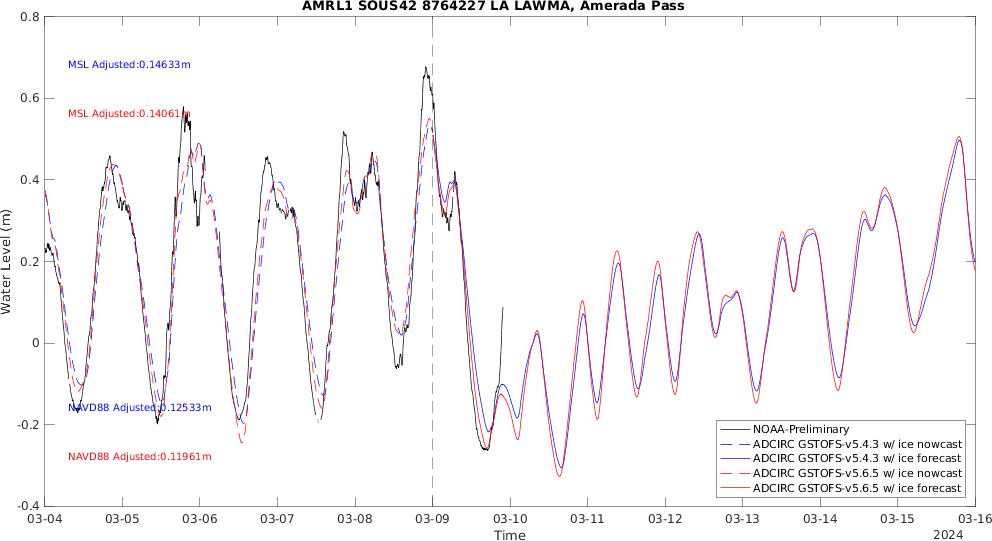 AMRL1 SOUS42 8764227 LA LAWMA, Amerada Pass
0.8
MSL Adjusted:0.14633m
0.6
MSL Adjusted:0.14061m
0.4
0.2
Water Level (m)
0
NAVD88 Adjusted:0.12533m
-0.2
NAVD88 Adjusted:0.11961m
-0.4
NOAA-Preliminary
ADCIRC GSTOFS-v5.4.3 w/ ice nowcast
ADCIRC GSTOFS-v5.4.3 w/ ice forecast
ADCIRC GSTOFS-v5.6.5 w/ ice nowcast
ADCIRC GSTOFS-v5.6.5 w/ ice forecast
03-04 03-05 03-06 03-07 03-08 03-09 03-10 03-11 03-12 03-13 03-14 03-15 03-16
Time
2024